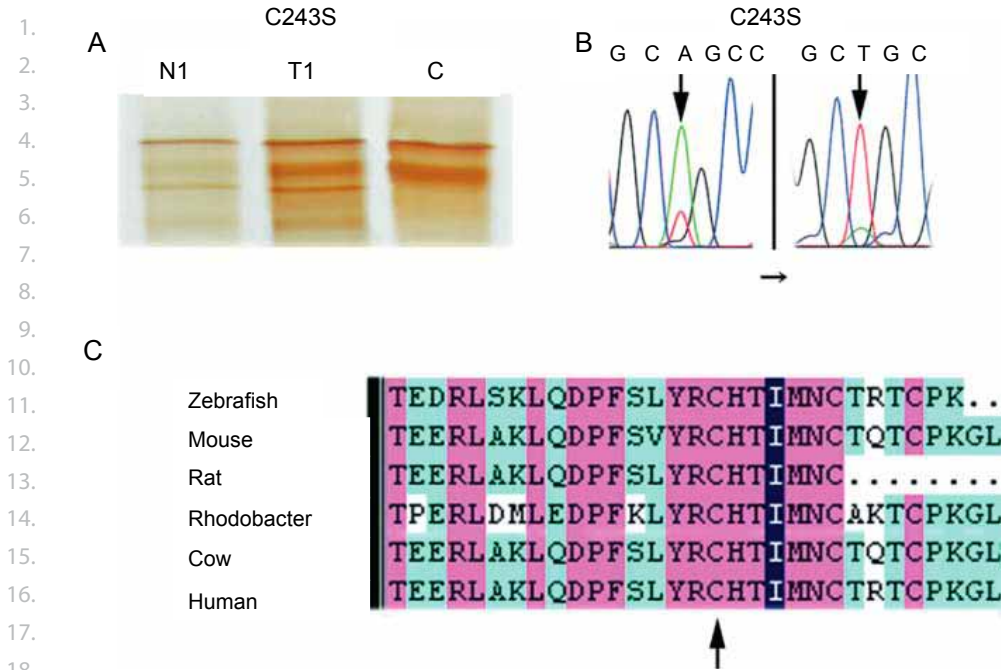 1.
2.
3.
4.
5.
6.
7.
8.
9.
10.
11.
12.
13.
14.
15.
16.
17.
18.
A
C243S
N1 T1 C
B
C243S
G C A G C C G C T G C
→
C
Zebrafish TEDRLSKLQDPFSLYRCHTIMNCTRTCPK..
Mouse TEERLAKLQDPFSVYRCHTIMNCTQTCPKGL
Rat TEERLAKLQDPFSLYRCHTIMNC........
Rhodobacter TPERLDMLEDPFKLYRCHTIMNCAKTCPKGL
Cow TEERLAKLQDPFSLYRCHTIMNCTQTCPKGL
Human TEERLAKLQDPFSLYRCHTIMNCTRTCPKGL